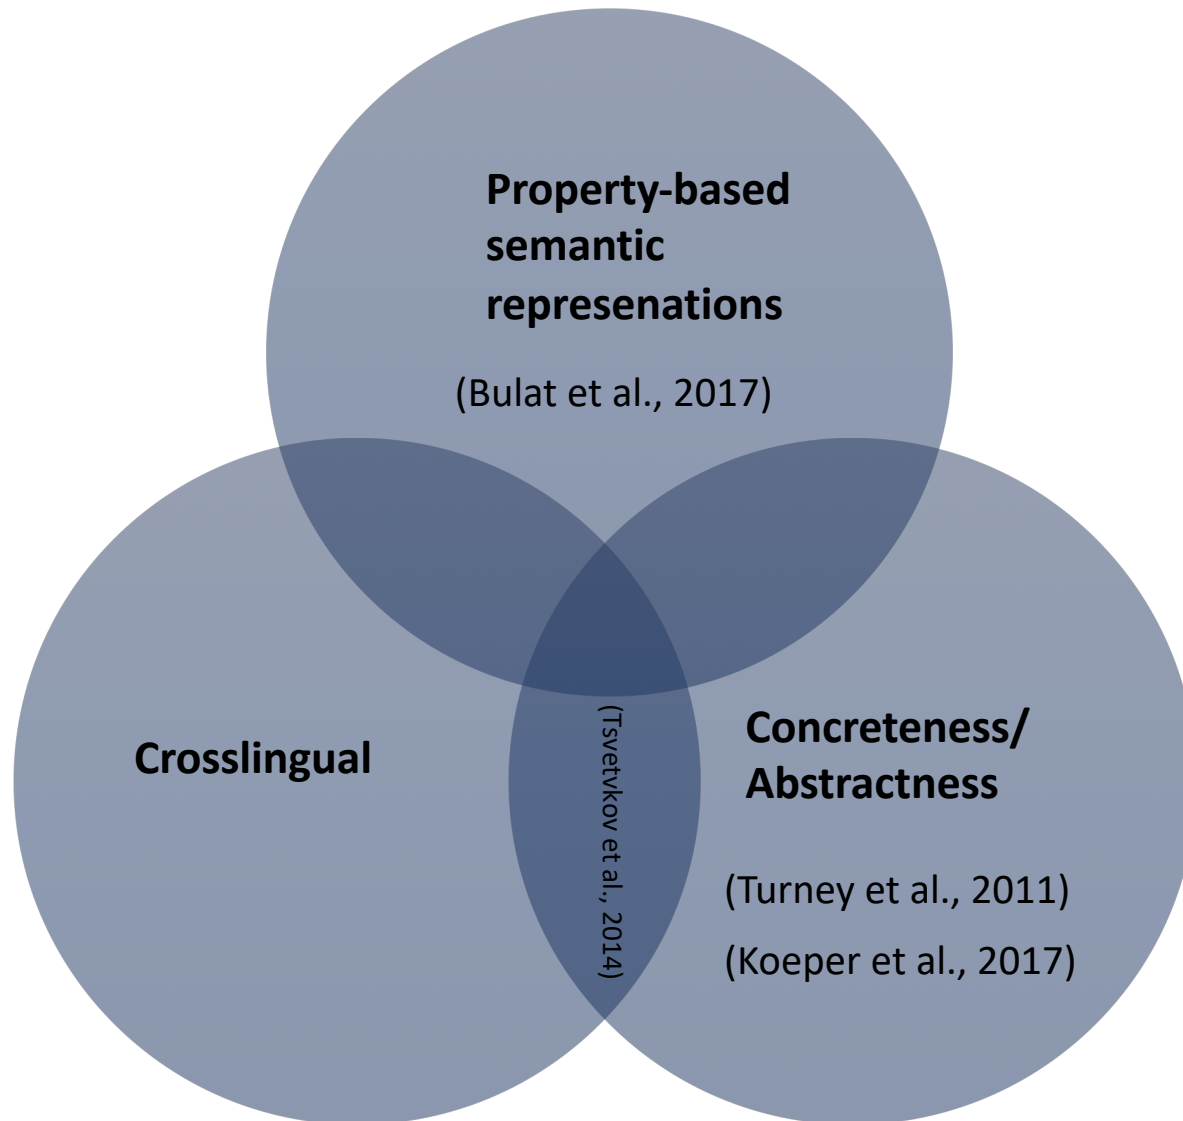 Property-based
semantic
represenations
(Bulat et al., 2017)
Crosslingual
(Tsvetvkov et al., 2014)
Concreteness/
Abstractness
(Turney et al., 2011)
(Koeper et al., 2017)